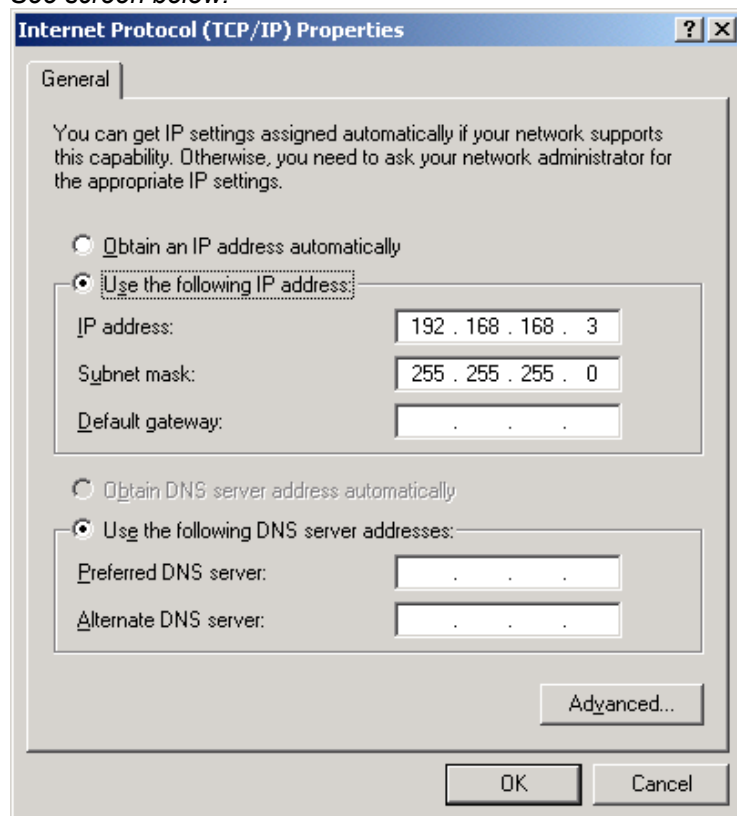 See screen below.
Internet Protocol (TCP/IP) Properties
General
You can get IP settings assigned automatically if your network supports
this capability. Otherwise, you need to ask your network administrator for
the appropriate IP settings.
Obtain an IP address automatically
Use the following IP address:
IP address: 192 . 168 . 168 . 3
Subnet mask: 255 . 255 . 255 . 0
Default gateway: . . .
Obtain DNS server address automatically
Use the following DNS server addresses:
Preferred DNS server: . . .
Alternate DNS server: . . .
Advanced...
OK Cancel